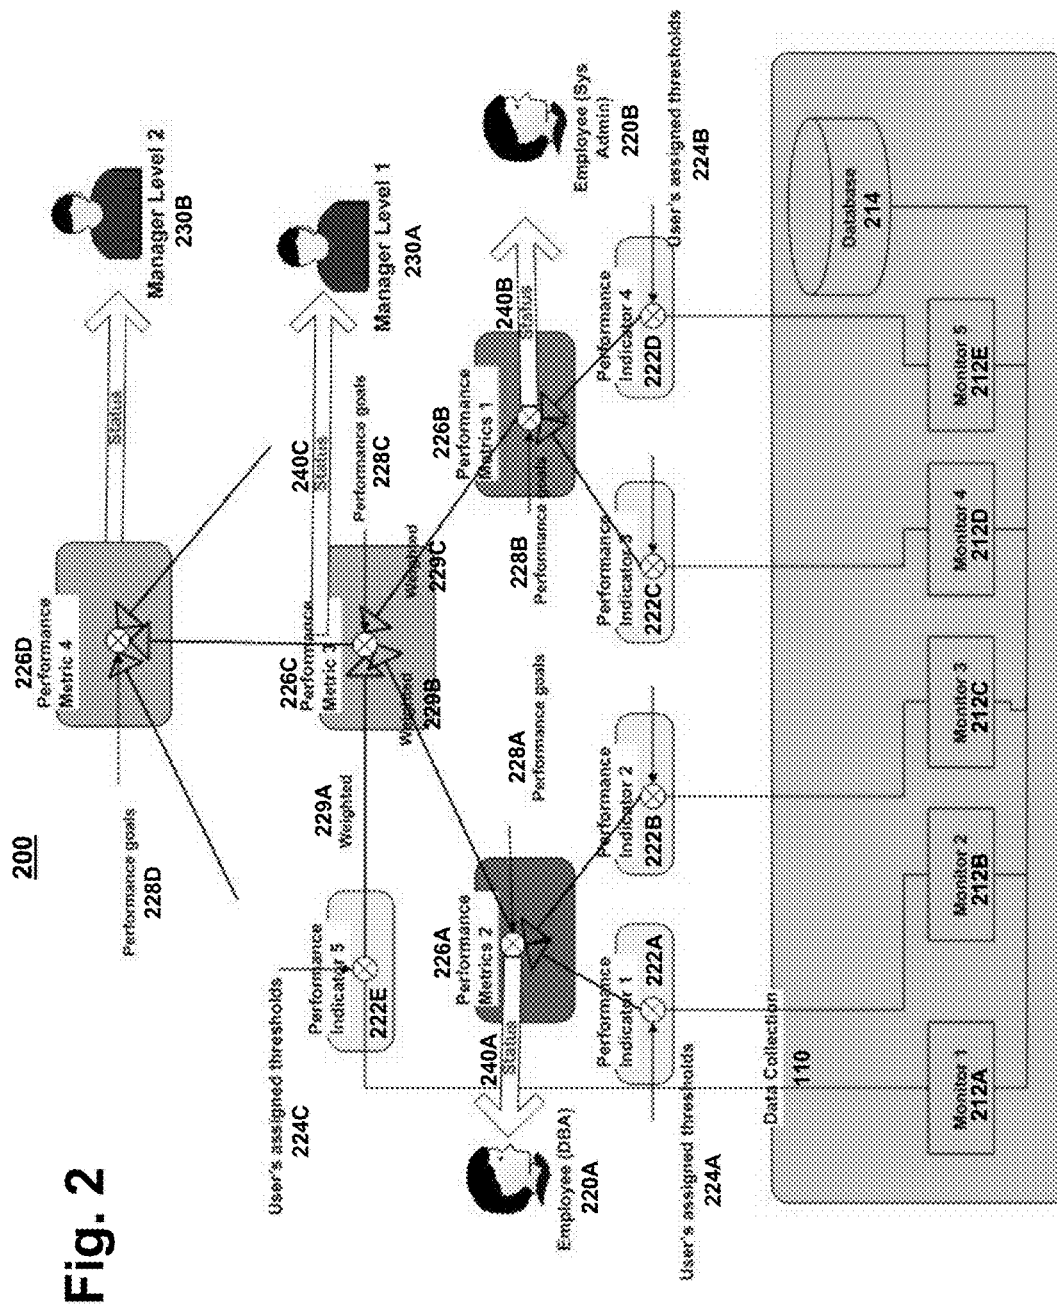 Fig. 2
200
226D
Performance
Metric 4
Status
Manager Level 2
230B
Performance goals
228D
User's assigned thresholds
224C
Performance
Indicator 5
222E
229A
Weighted
226C
Performance
Metric 3
Weighted
229B
Weighted
229C
240C
Status
Performance goals
228C
Manager Level 1
230A
Employee (DBA)
220A
240A
Status
226A
Performance
Metrics 2
228A
Performance goals
228B
Performance goals
226B
Performance
Metrics 1
240B
Status
Employee (Sys
Admin)
220B
User's assigned thresholds
224A
Performance
Indicator 1
222A
Performance
Indicator 2
222B
Performance
Indicator 3
222C
Performance
Indicator 4
222D
User's assigned thresholds
224B
Data Collection
110
Monitor 1
212A
Monitor 2
212B
Monitor 3
212C
Monitor 4
212D
Monitor 5
212E
Database
214